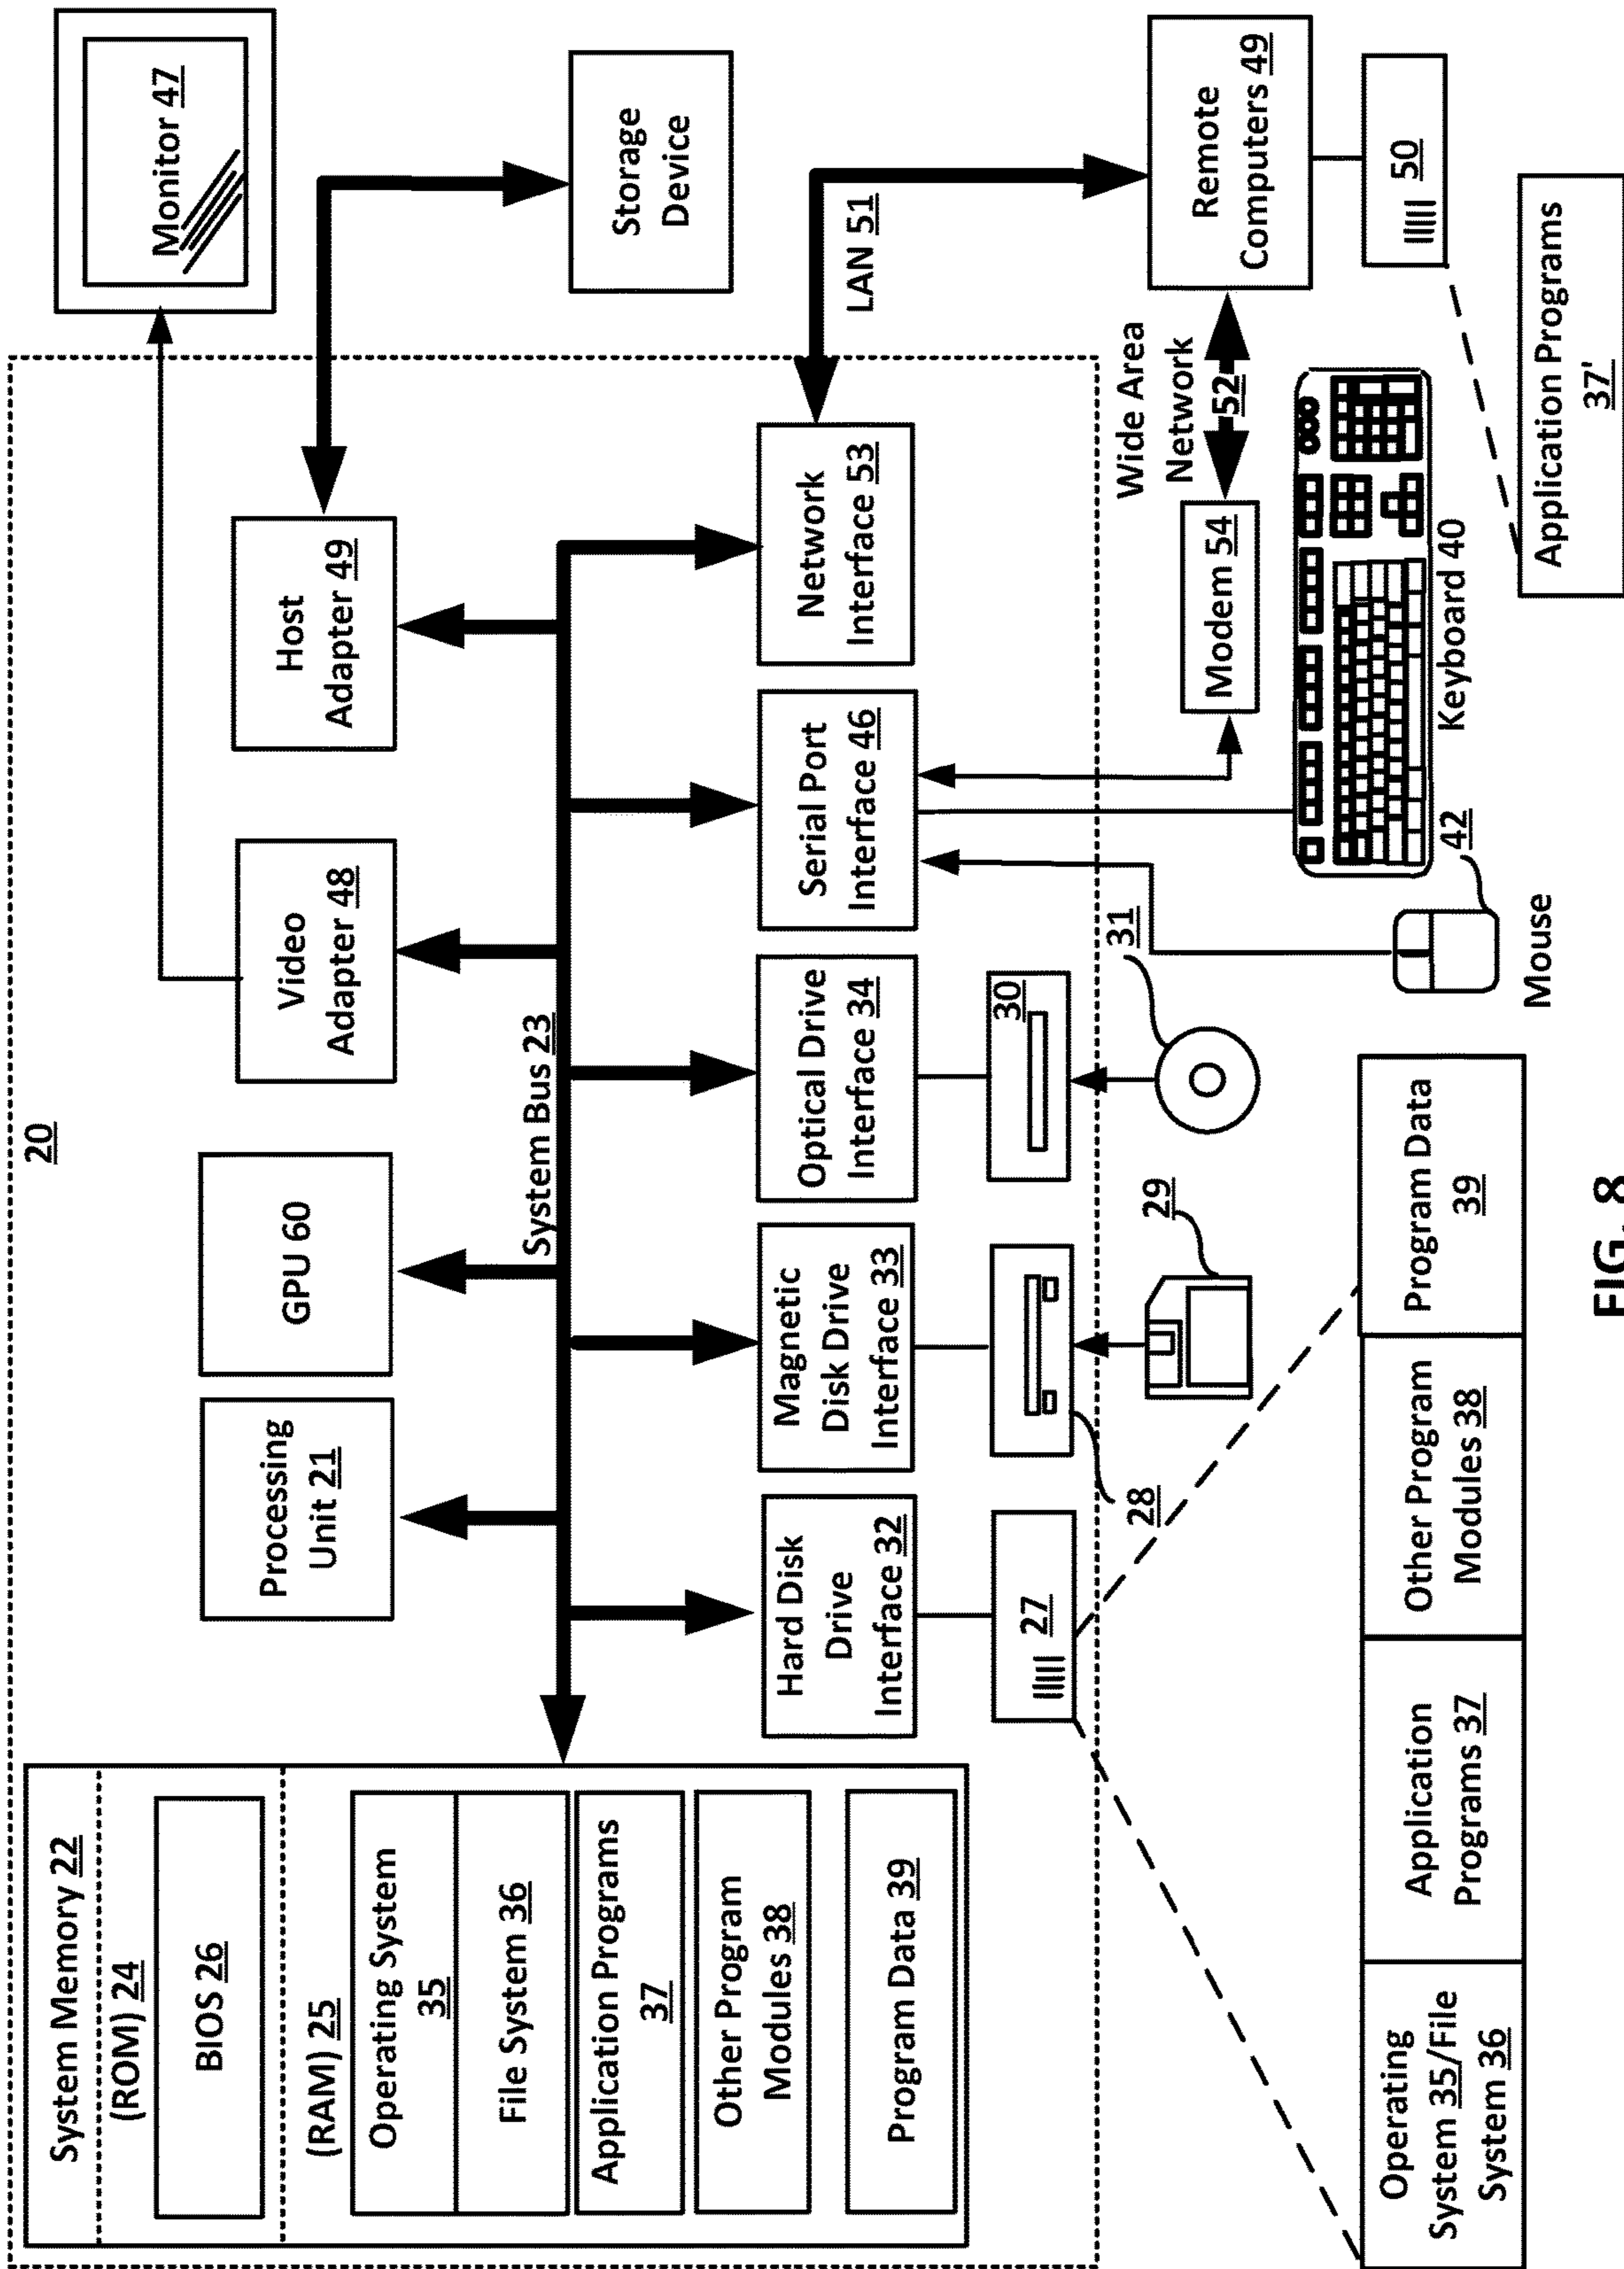 20
System Memory 22
(ROM) 24
BIOS 26
(RAM) 25
Operating System
35
File System 36
Application Programs
37
Other Program
Modules 38
Program Data 39
Processing
Unit 21
GPU 60
Video
Adapter 48
Host
Adapter 49
Monitor 47
Storage
Device
System Bus 23
Hard Disk
Drive
Interface 32
Magnetic
Disk Drive
Interface 33
Optical Drive
Interface 34
Serial Port
Interface 46
Network
Interface 53
LAN 51
27
28
29
30
31
Wide Area
Network
52
Modem 54
Remote
Computers 49
50
Keyboard 40
42
Mouse
Application Programs
37'
Operating
System 35/File
System 36
Application
Programs 37
Other Program
Modules 38
Program Data
39
FIG. 8